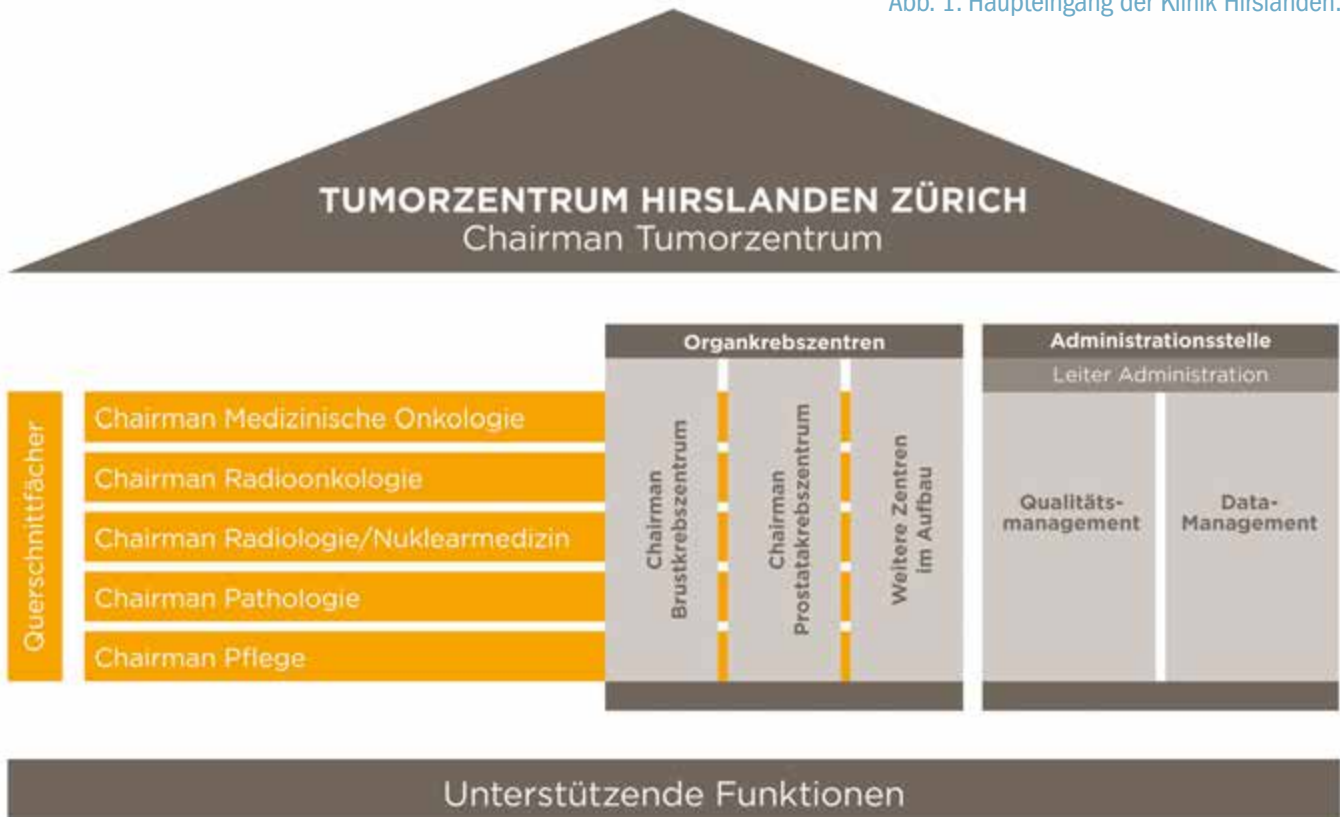 Abb. 1: Haupteingang der Klinik Hirslanden.
TUMORZENTRUM HIRSLANDEN ZÜRICH
Chairman Tumorzentrum
Querschnittfächer
Chairman Medizinische Onkologie
Chairman Radioonkologie
Chairman Radiologie/Nuklearmedizin
Chairman Pathologie
Chairman Pflege
Organkrebszentren
Chairman
Brustkrebszentrum
Chairman
Prostatakrebszentrum
Weitere Zentren
im Aufbau
Administrationsstelle
Leiter Administration
Qualitäts-
management
Data-
Management
Unterstützende Funktionen